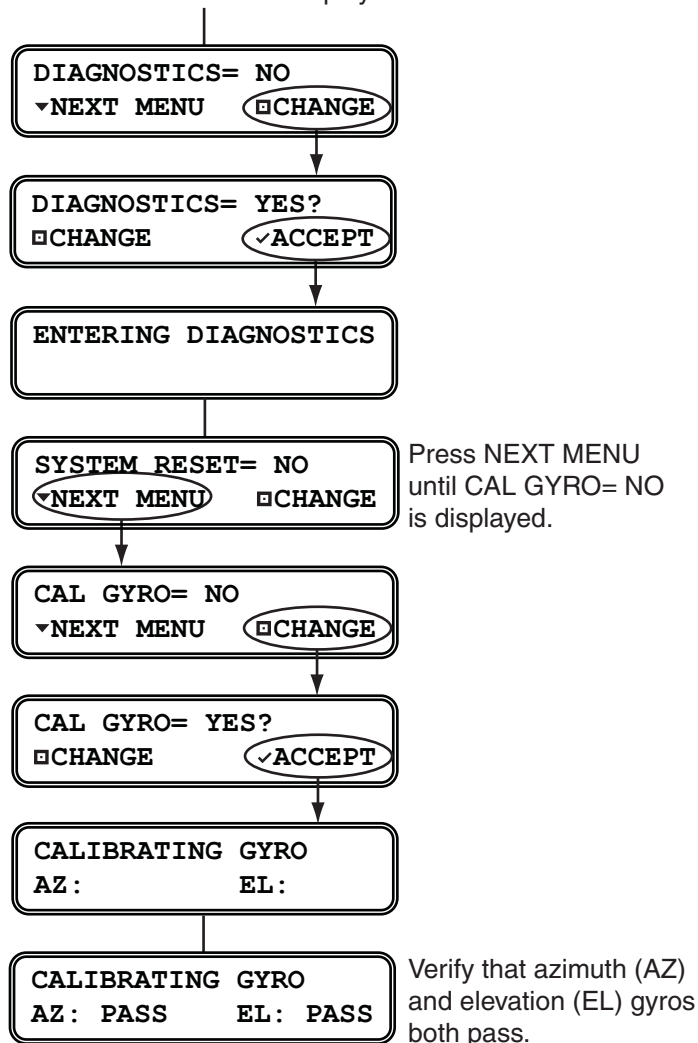 DIAGNOSTICS= NO
▾NEXT MENU ⊡CHANGE
DIAGNOSTICS= YES?
⊡CHANGE ✓ACCEPT
ENTERING DIAGNOSTICS
SYSTEM RESET= NO
▾NEXT MENU ⊡CHANGE
Press NEXT MENU
until CAL GYRO= NO
is displayed.
CAL GYRO= NO
▾NEXT MENU ⊡CHANGE
CAL GYRO= YES?
⊡CHANGE ✓ACCEPT
CALIBRATING GYRO
AZ: EL:
CALIBRATING GYRO
AZ: PASS EL: PASS
Verify that azimuth (AZ)
and elevation (EL) gyros
both pass.